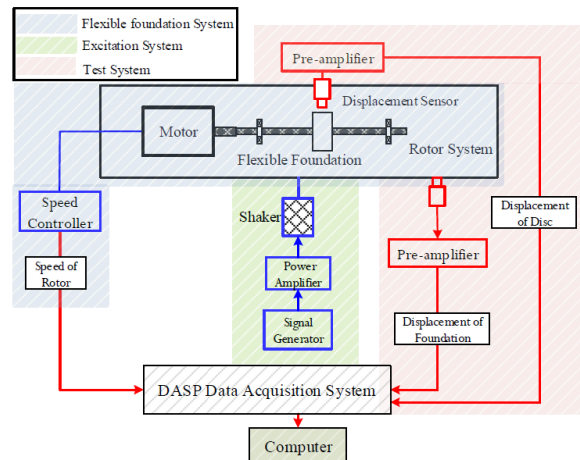 Flexible foundation System
Excitation System
Test System
Pre-amplifier
Displacement Sensor
Motor
Flexible Foundation
Rotor System
Speed
Controller
Shaker
Displacement
of Disc
Speed of
Rotor
Power
Amplifier
Pre-amplifier
Signal
Generator
Displacement of
Foundation
DASP Data Acquisition System
Computer